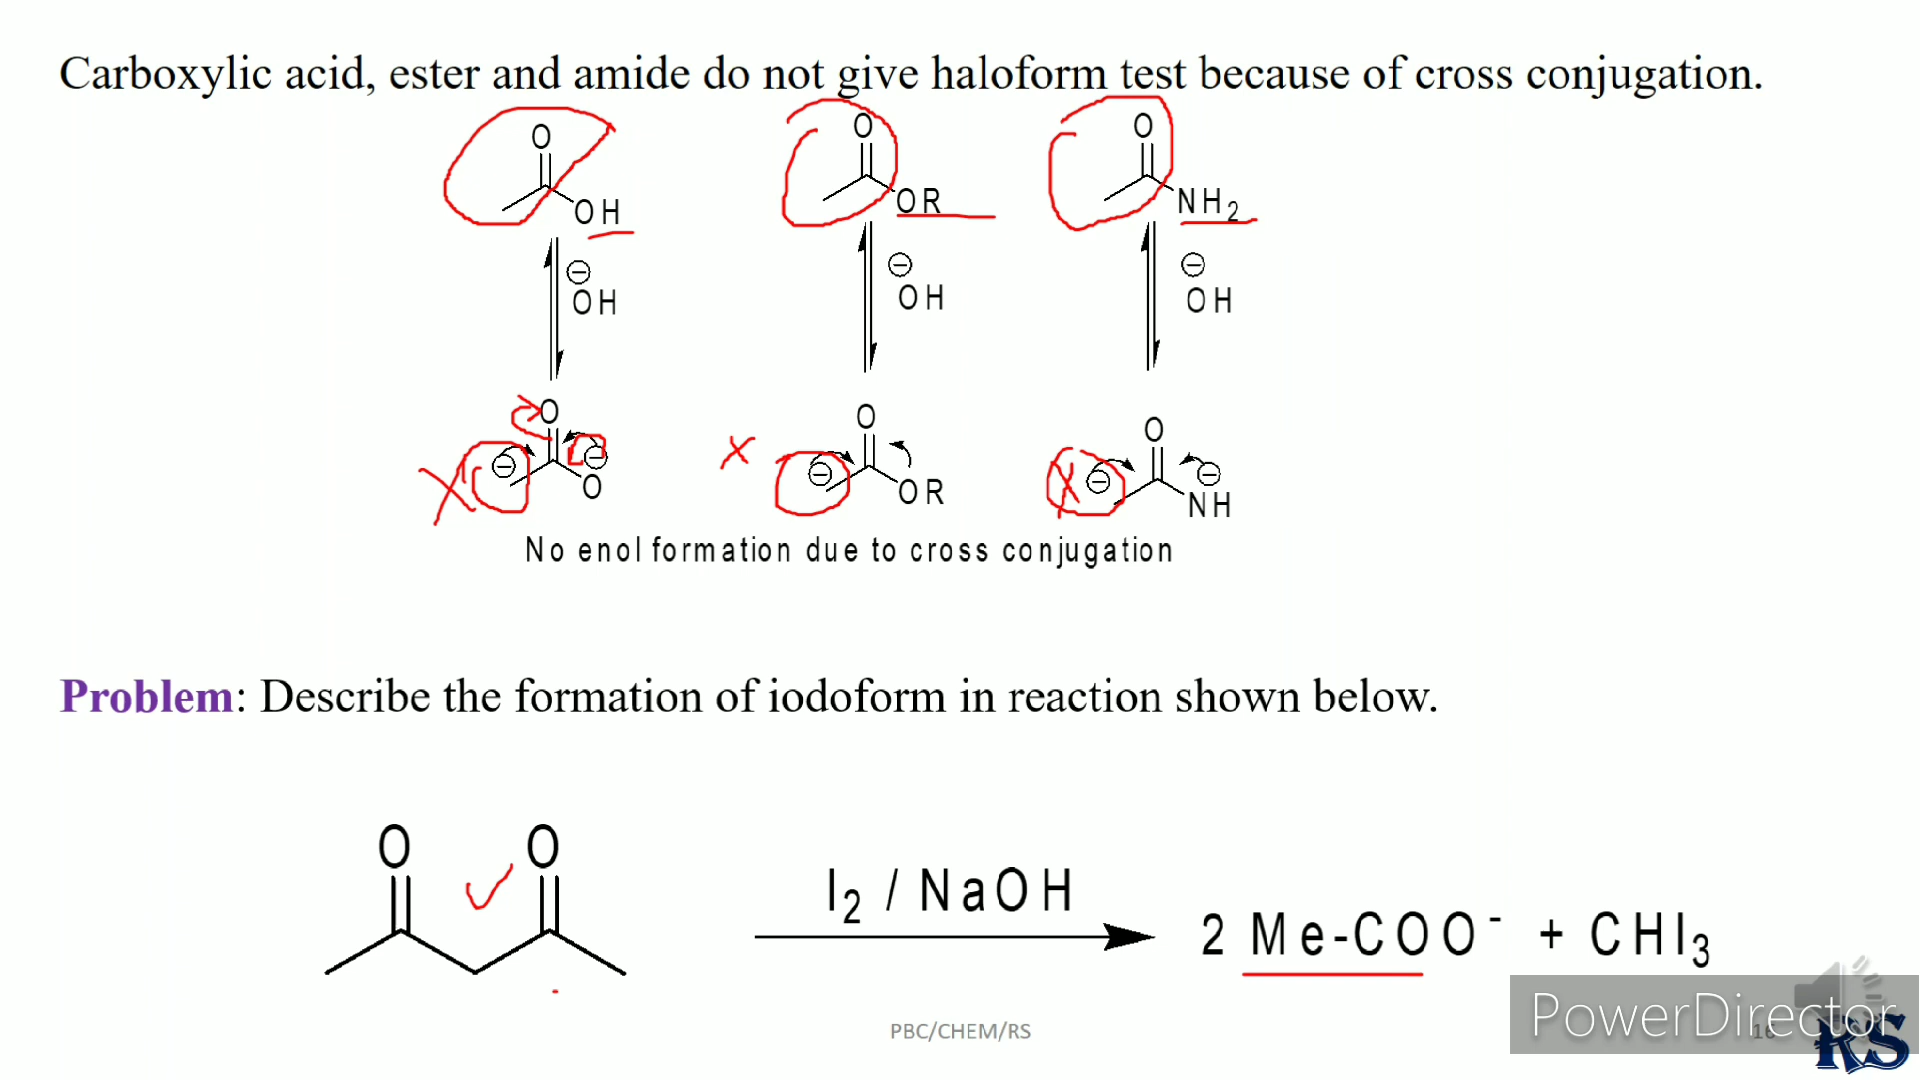 Carboxylic acid, ester and amide do not give haloform test because of cross conjugation.
O O O
OH OR NH2
⊖ ⊖ ⊖
OH OH OH
O O O
⊖ ⊖ ⊖ ⊖ ⊖
O OR NH
No enol formation due to cross conjugation
Problem: Describe the formation of iodoform in reaction shown below.
O O
I2 / NaOH
2 Me-COO- + CHI3
PBC/CHEM/RS
16
PowerDirector
RS